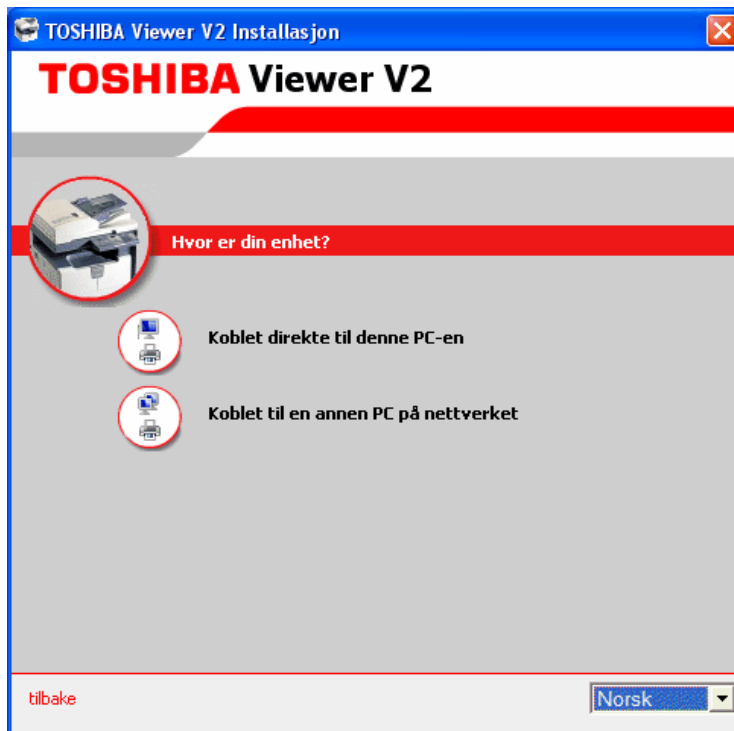 TOSHIBA Viewer V2 Installasjon
TOSHIBA Viewer V2
Hvor er din enhet?
Koblet direkte til denne PC-en
Koblet til en annen PC på nettverket
tilbake
Norsk